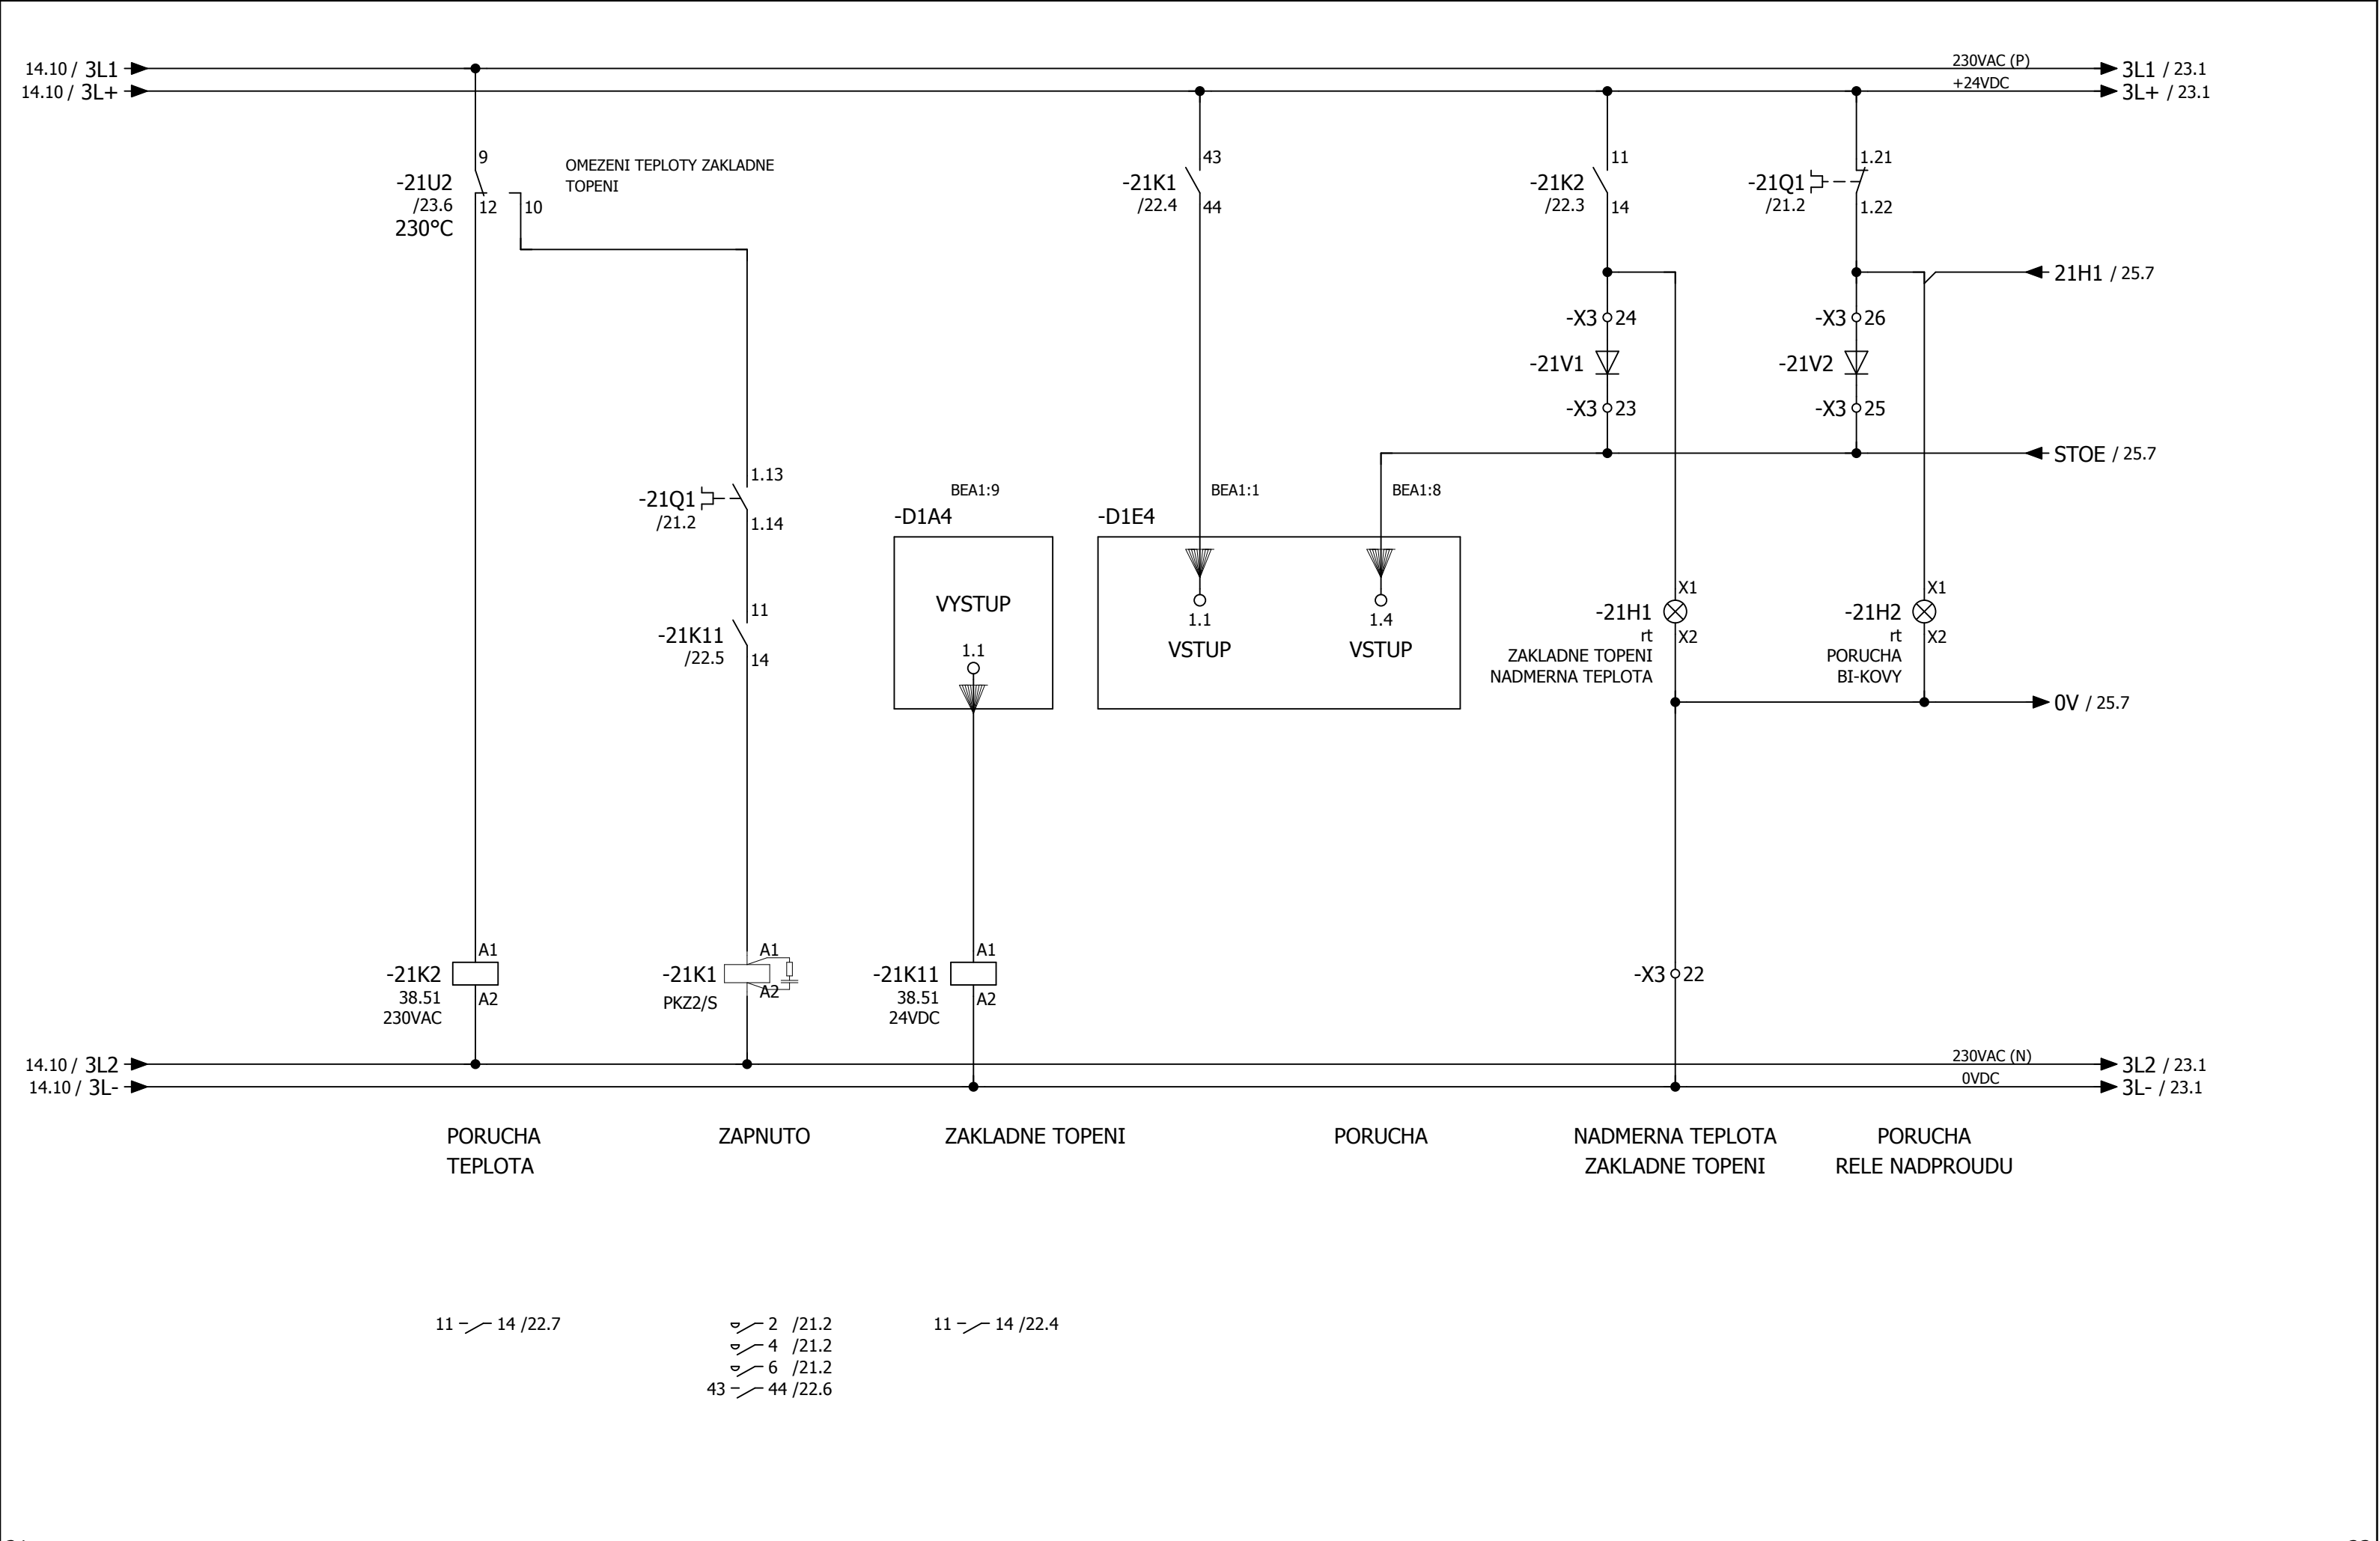 14.10 / 3L1
230VAC (P)
3L1 / 23.1
14.10 / 3L+
+24VDC
3L+ / 23.1
9
-21U2
/23.6
230°C
12
10
OMEZENI TEPLOTY ZAKLADNE
TOPENI
43
-21K1
/22.4
44
11
-21K2
/22.3
14
1.21
-21Q1
/21.2
1.22
21H1 / 25.7
-X3 24
-X3 26
-21V1
-21V2
-X3 23
-X3 25
STOE / 25.7
1.13
-21Q1
/21.2
1.14
BEA1:9
-D1A4
BEA1:1
BEA1:8
-D1E4
11
-21K11
/22.5
14
VYSTUP
1.1
1.1
VSTUP
1.4
VSTUP
X1
-21H1
rt
X2
ZAKLADNE TOPENI
NADMERNA TEPLOTA
X1
-21H2
rt
X2
PORUCHA
BI-KOVY
0V / 25.7
A1
-21K2
38.51
A2
230VAC
A1
-21K1
A2
PKZ2/S
A1
-21K11
38.51
A2
24VDC
-X3 22
14.10 / 3L2
230VAC (N)
3L2 / 23.1
14.10 / 3L-
0VDC
3L- / 23.1
PORUCHA
TEPLOTA
ZAPNUTO
ZAKLADNE TOPENI
PORUCHA
NADMERNA TEPLOTA
ZAKLADNE TOPENI
PORUCHA
RELE NADPROUDU
11 14 /22.7
2 /21.2
4 /21.2
6 /21.2
43 44 /22.6
11 14 /22.4